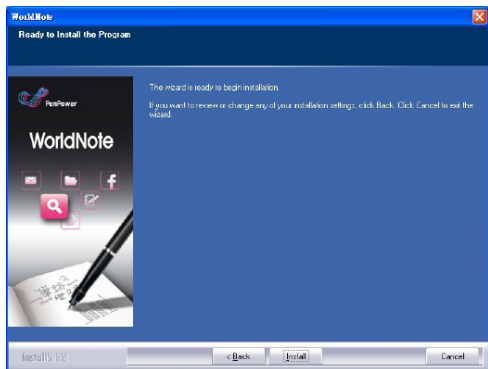 WorldNote
Ready to Install the Program
The wizard is ready to begin installation.
If you want to review or change any of your installation settings, click Back. Click Cancel to exit the
wizard.
PenPower
WorldNote
f
InstallShield
< Back
Install
Cancel